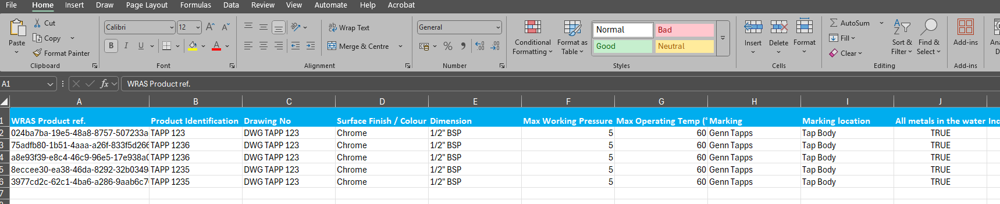 File Home Insert Draw Page Layout Formulas Data Review View Automate Help Acrobat
Paste
Cut
Copy
Format Painter
Clipboard
Calibri 12 A A
B I U A
Font
ab Wrap Text
Merge & Centre
Alignment
General
% 9 .00
Number
Conditional Formatting
Format as Table
Normal Bad
Good Neutral
Styles
Insert Delete Format
Cells
AutoSum
Fill
Clear
Sort & Filter
Find & Select
Editing
Add-ins
Add-ins
A1 fx WRAS Product ref.
A B C D E F G H I J
1 WRAS Product ref. Product Identification Drawing No Surface Finish / Colour Dimension Max Working Pressure Max Operating Temp (° Marking Marking location All metals in the water Inc
2 024ba7ba-19e5-48a8-8757-507233a TAPP 123 DWG TAPP 123 Chrome 1/2" BSP 5 60 Genn Tapps Tap Body TRUE
3 75adfb80-1b51-4aaa-a26f-833f5d266 TAPP 1236 DWG TAPP 123 Chrome 1/2" BSP 5 60 Genn Tapps Tap Body TRUE
4 a8e93f39-e8c4-46c9-96e5-17e938a0 TAPP 1236 DWG TAPP 123 Chrome 1/2" BSP 5 60 Genn Tapps Tap Body TRUE
5 8eccee30-ea38-46da-8292-32b0349 TAPP 1235 DWG TAPP 123 Chrome 1/2" BSP 5 60 Genn Tapps Tap Body TRUE
6 3977cd2c-62c1-4ba6-a286-9aab6c7 TAPP 1235 DWG TAPP 123 Chrome 1/2" BSP 5 60 Genn Tapps Tap Body TRUE
7